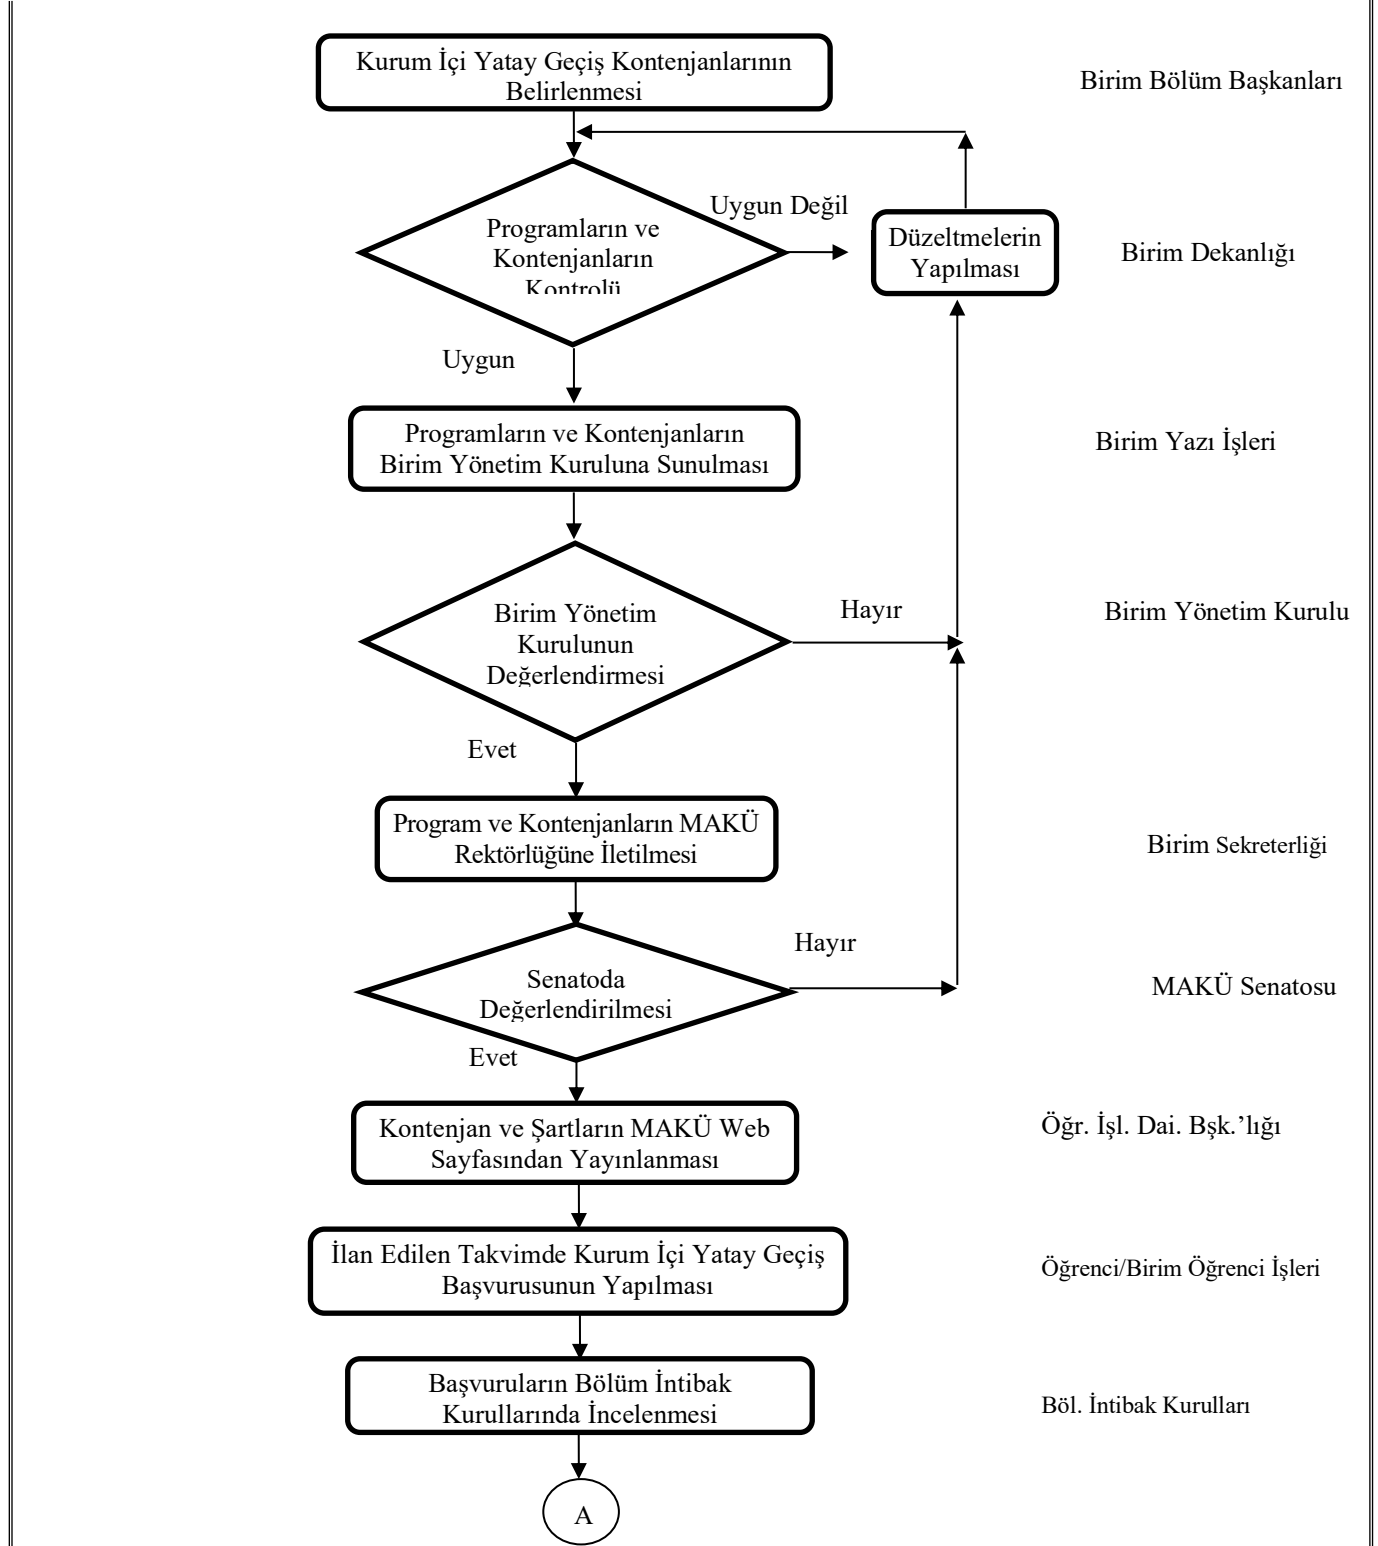 Kurum İçi Yatay Geçiş Kontenjanlarının
Belirlenmesi
Birim Bölüm Başkanları
Uygun Değil
Programların ve
Kontenjanların
Kontrolü
Düzeltmelerin
Yapılması
Birim Dekanlığı
Uygun
Programların ve Kontenjanların
Birim Yönetim Kuruluna Sunulması
Birim Yazı İşleri
Hayır
Birim Yönetim
Kurulunun
Değerlendirmesi
Birim Yönetim Kurulu
Evet
Program ve Kontenjanların MAKÜ
Rektörlüğüne İletilmesi
Birim Sekreterliği
Hayır
Senatoda
Değerlendirilmesi
MAKÜ Senatosu
Evet
Kontenjan ve Şartların MAKÜ Web
Sayfasından Yayınlanması
Öğr. İşl. Dai. Bşk.’lığı
İlan Edilen Takvimde Kurum İçi Yatay Geçiş
Başvurusunun Yapılması
Öğrenci/Birim Öğrenci İşleri
Başvuruların Bölüm İntibak
Kurullarında İncelenmesi
Böl. İntibak Kurulları
A